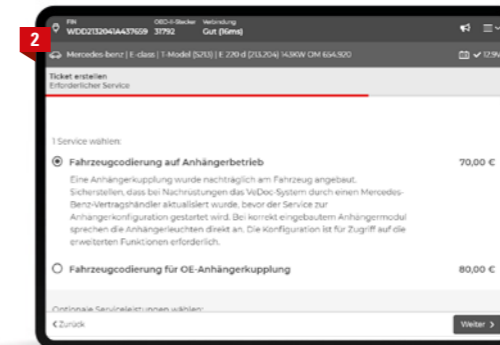 2
FIN OBD-II-Stecker Verbindung
WDD2132041A437659 31792 Gut (16ms)
Mercedes-benz | E-class | T-Model (S213) | E 220 d (213.204) 143KW OM 654.920
12.9V
Ticket erstellen
Erforderlicher Service
1 Service wählen:
Fahrzeugcodierung auf Anhängerbetrieb 70,00 €
Eine Anhängerkupplung wurde nachträglich am Fahrzeug angebaut.
Sicherstellen, dass bei Nachrüstungen das VeDoc-System durch einen Mercedes-
Benz-Vertragshändler aktualisiert wurde, bevor der Service zur
Anhängerkonfiguration gestartet wird. Bei korrekt eingebautem Anhängermodul
sprechen die Anhängerleuchten direkt an. Die Konfiguration ist für Zugriff auf die
erweiterten Funktionen erforderlich.
Fahrzeugcodierung für OE-Anhängerkupplung 80,00 €
Optionale Serviceleistungen wählen:
Zurück Weiter